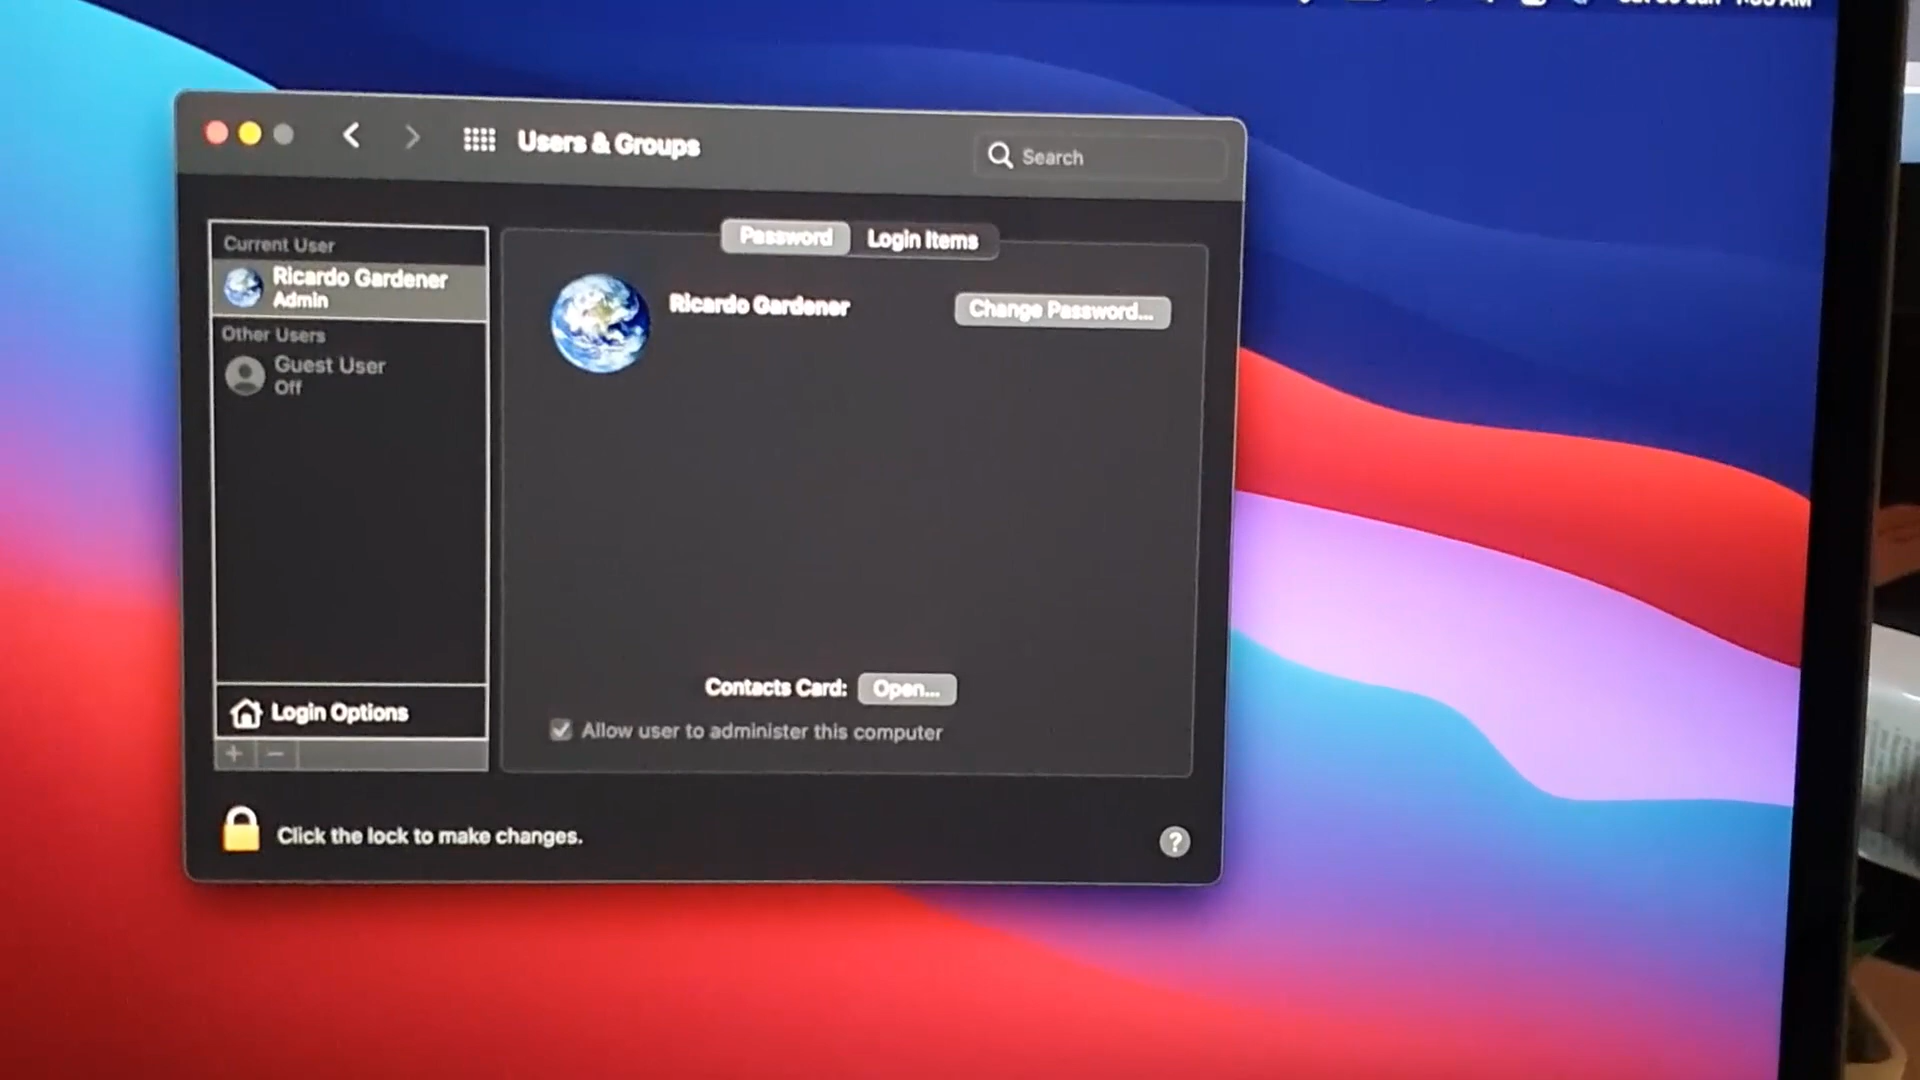 Users & Groups
Search
Password
Login Items
Current User
Ricardo Gardener
Admin
Other Users
Guest User
Off
Ricardo Gardener
Change Password...
Contacts Card:
Open...
Allow user to administer this computer
Login Options
Click the lock to make changes.
?